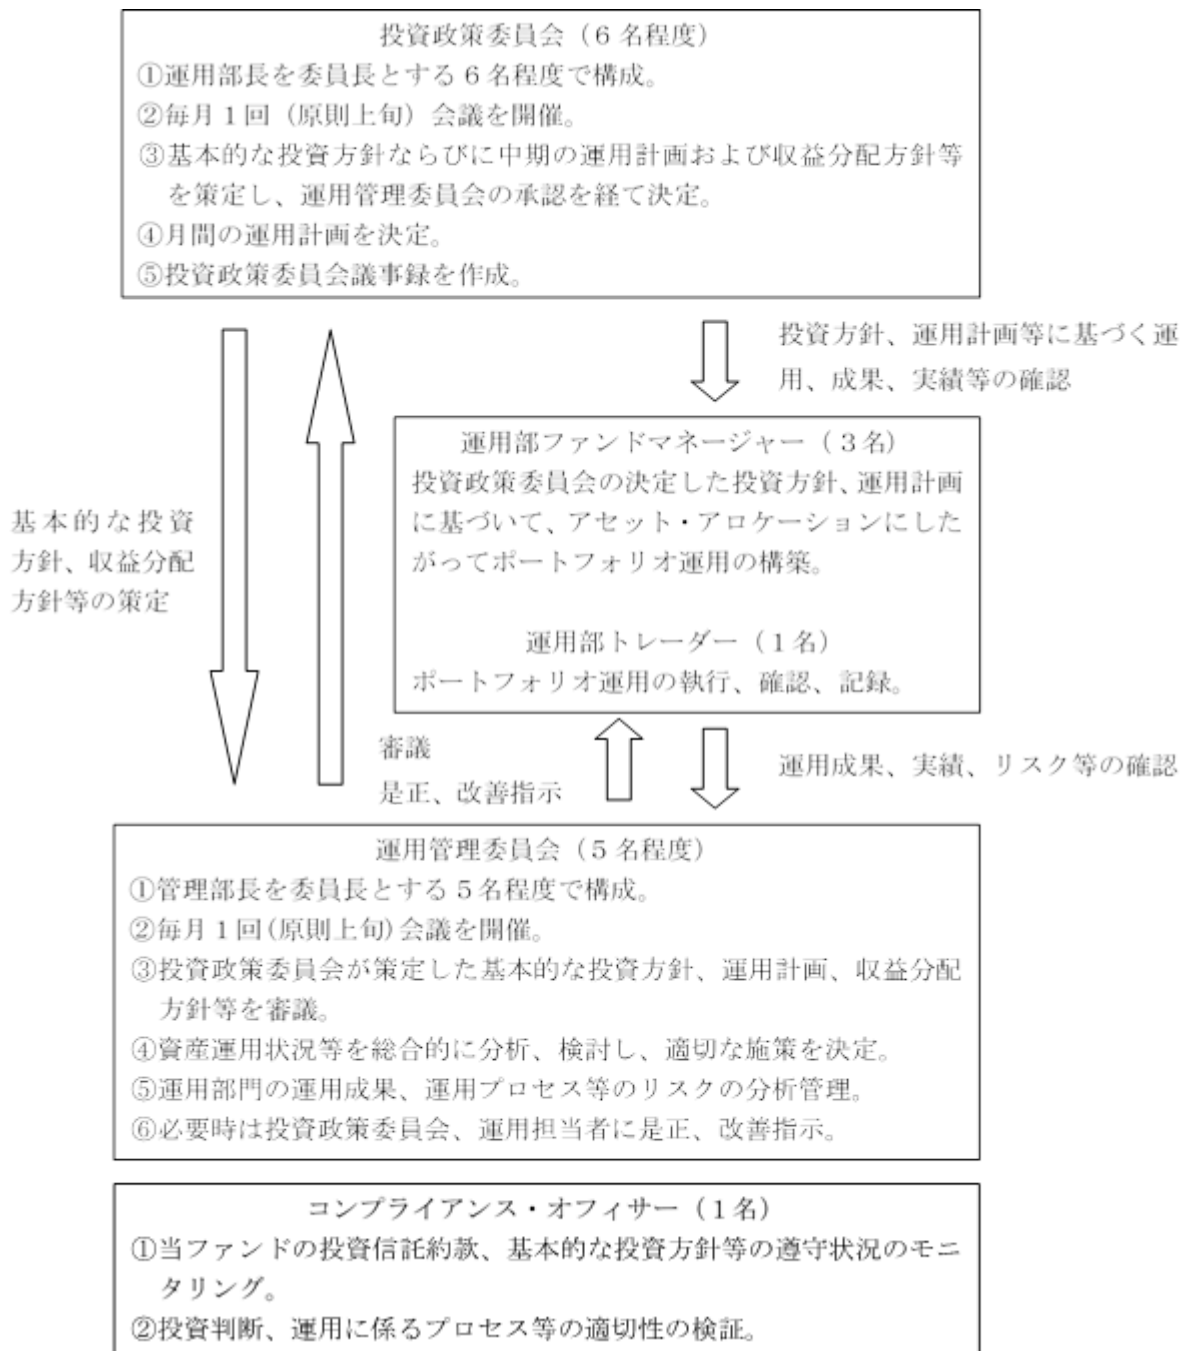 投資政策委員会（６名程度）
①運用部長を委員長とする６名程度で構成。
②毎月１回（原則上旬）会議を開催。
③基本的な投資方針ならびに中期の運用計画および収益分配方針等
を策定し、運用管理委員会の承認を経て決定。
④月間の運用計画を決定。
⑤投資政策委員会議事録を作成。
投資方針、運用計画等に基づく運
用、成果、実績等の確認
運用部ファンドマネージャー（３名）
投資政策委員会の決定した投資方針、運用計画
に基づいて、アセット・アロケーションにした
がってポートフォリオ運用の構築。
運用部トレーダー（１名）
ポートフォリオ運用の執行、確認、記録。
基本的な投資
方針、収益分配
方針等の策定
審議
是正、改善指示
運用成果、実績、リスク等の確認
運用管理委員会（５名程度）
①管理部長を委員長とする５名程度で構成。
②毎月１回(原則上旬)会議を開催。
③投資政策委員会が策定した基本的な投資方針、運用計画、収益分配
方針等を審議。
④資産運用状況等を総合的に分析、検討し、適切な施策を決定。
⑤運用部門の運用成果、運用プロセス等のリスクの分析管理。
⑥必要時は投資政策委員会、運用担当者に是正、改善指示。
コンプライアンス・オフィサー（１名）
①当ファンドの投資信託約款、基本的な投資方針等の遵守状況のモニ
タリング。
②投資判断、運用に係るプロセス等の適切性の検証。